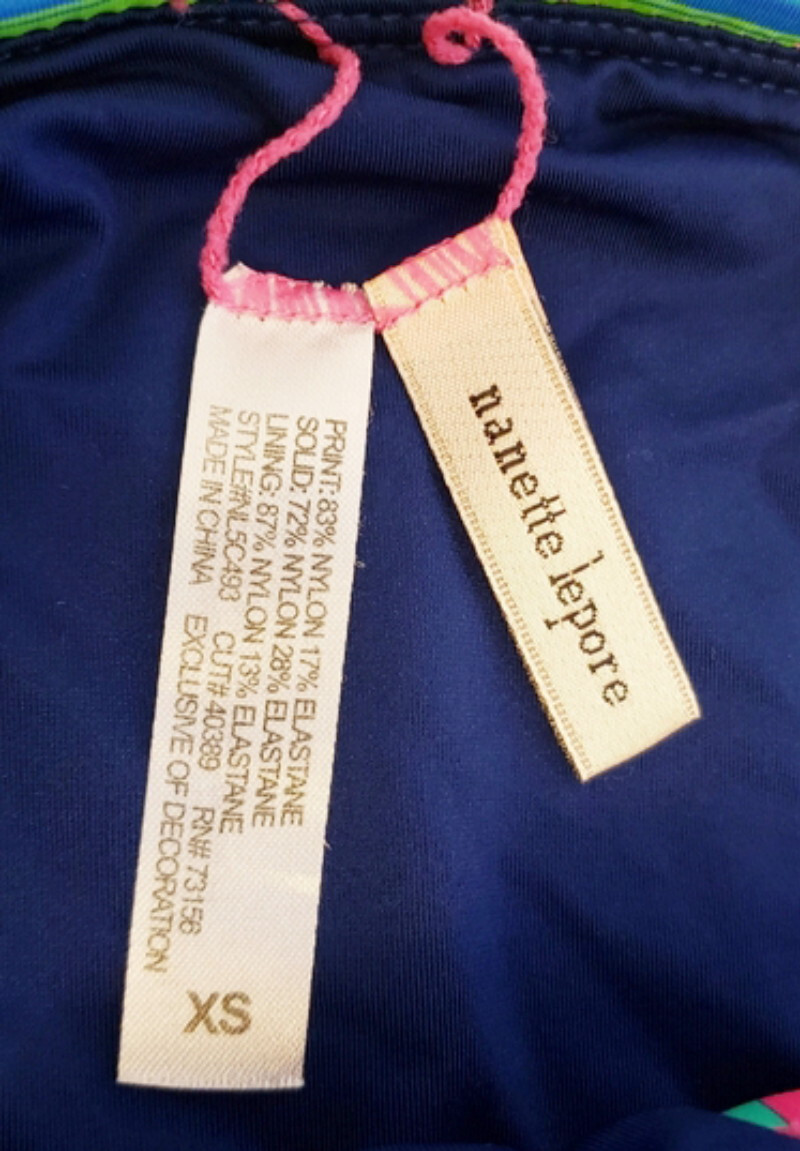 PRINT: 83% NYLON 17% ELASTANE
SOLID: 72% NYLON 28% ELASTANE
LINING: 87% NYLON 13% ELASTANE
STYLE#NL5C493 CUT# 40389 RN# 73156
MADE IN CHINA EXCLUSIVE OF DECORATION
XS
nanette lepore